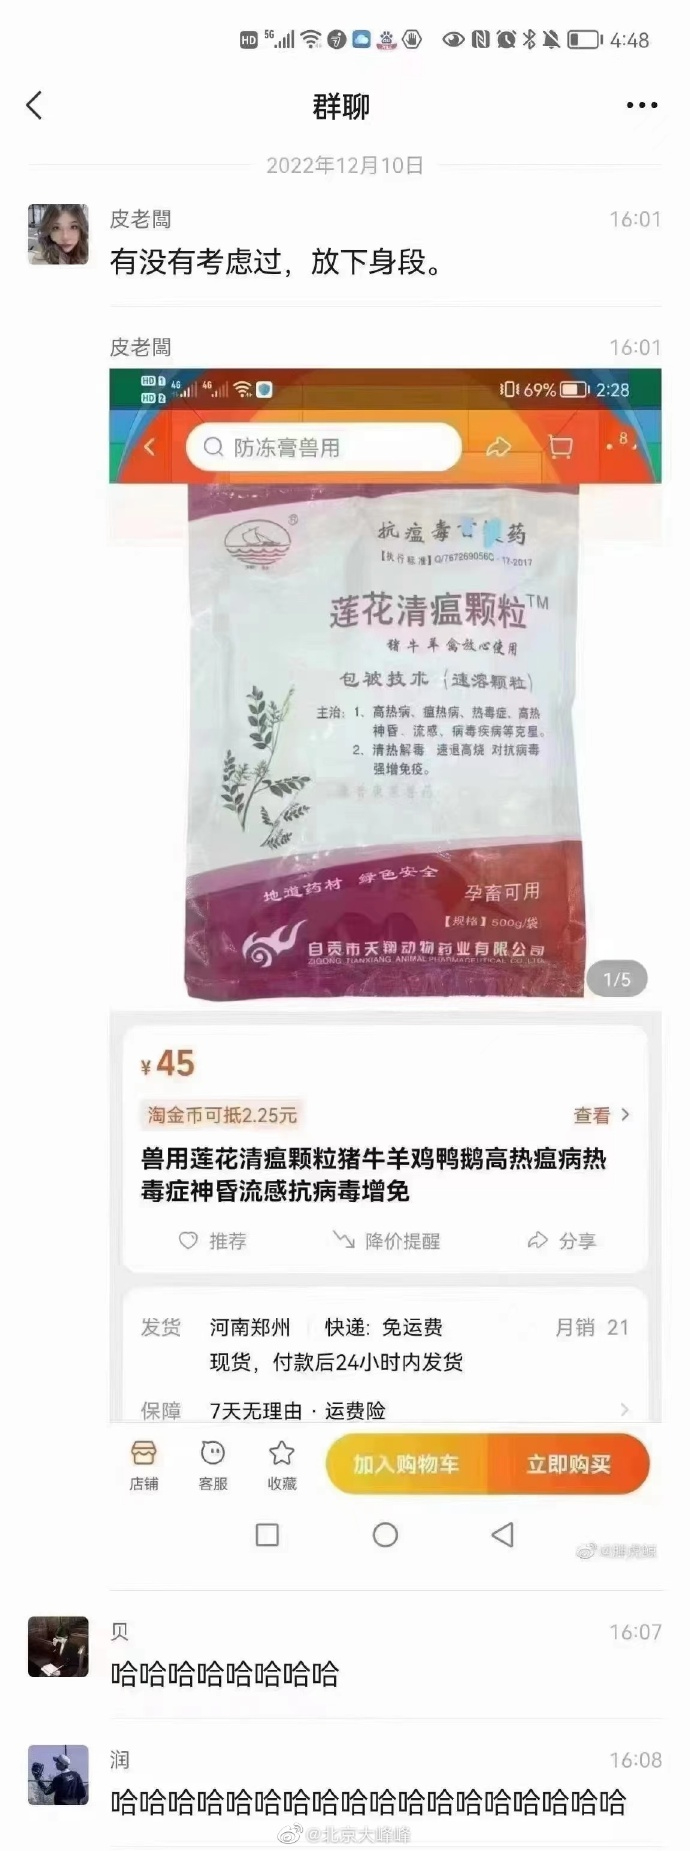 HD 5G 4:48
群聊
2022年12月10日
皮老闆 16:01
有没有考虑过，放下身段。
皮老闆 16:01
HD 1 4G 4G 69% 2:28
HD 2
防冻膏兽用 8
抗瘟毒 药
【执行标准】Q/767269056C·17-2017
莲花清瘟颗粒TM
猪牛羊禽放心使用
包被技术（速溶颗粒）
主治：1、高热病、瘟热病、热毒症、高热
神昏、流感、病毒疾病等克星。
2、清热解毒 速退高烧 对抗病毒
强增免疫。
地道药材 绿色安全
孕畜可用
【规格】500g/袋
自贡市天翔动物药业有限公司
ZIGONG TIANXIANG ANIMAL PHARMACEUTICAL CO.,LTD.
1/5
¥45
淘金币可抵2.25元 查看
兽用莲花清瘟颗粒猪牛羊鸡鸭鹅高热瘟病热
毒症神昏流感抗病毒增免
推荐 降价提醒 分享
发货 河南郑州 快递: 免运费 月销 21
现货，付款后24小时内发货
保障 7天无理由·运费险
店铺 客服 收藏 加入购物车 立即购买
贝 16:07
哈哈哈哈哈哈哈哈
润 16:08
哈哈哈哈哈哈哈哈哈哈哈哈哈哈哈哈哈哈
@北京大峰峰